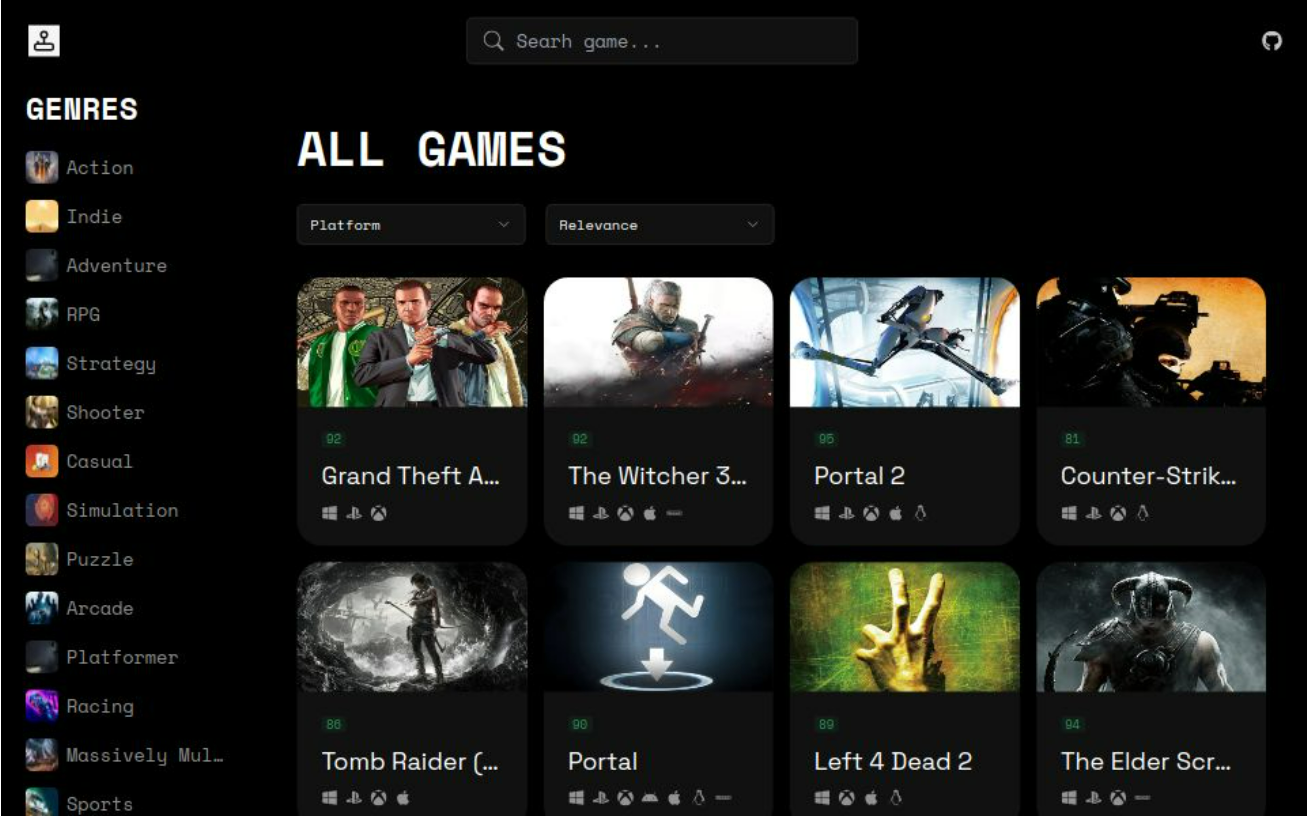 Searh game...
GENRES
Action
Indie
Adventure
RPG
Strategy
Shooter
Casual
Simulation
Puzzle
Arcade
Platformer
Racing
Massively Mul…
Sports
ALL GAMES
Platform
Relevance
92
Grand Theft A...
92
The Witcher 3...
95
Portal 2
81
Counter-Strik...
86
Tomb Raider (...
90
Portal
89
Left 4 Dead 2
94
The Elder Scr...